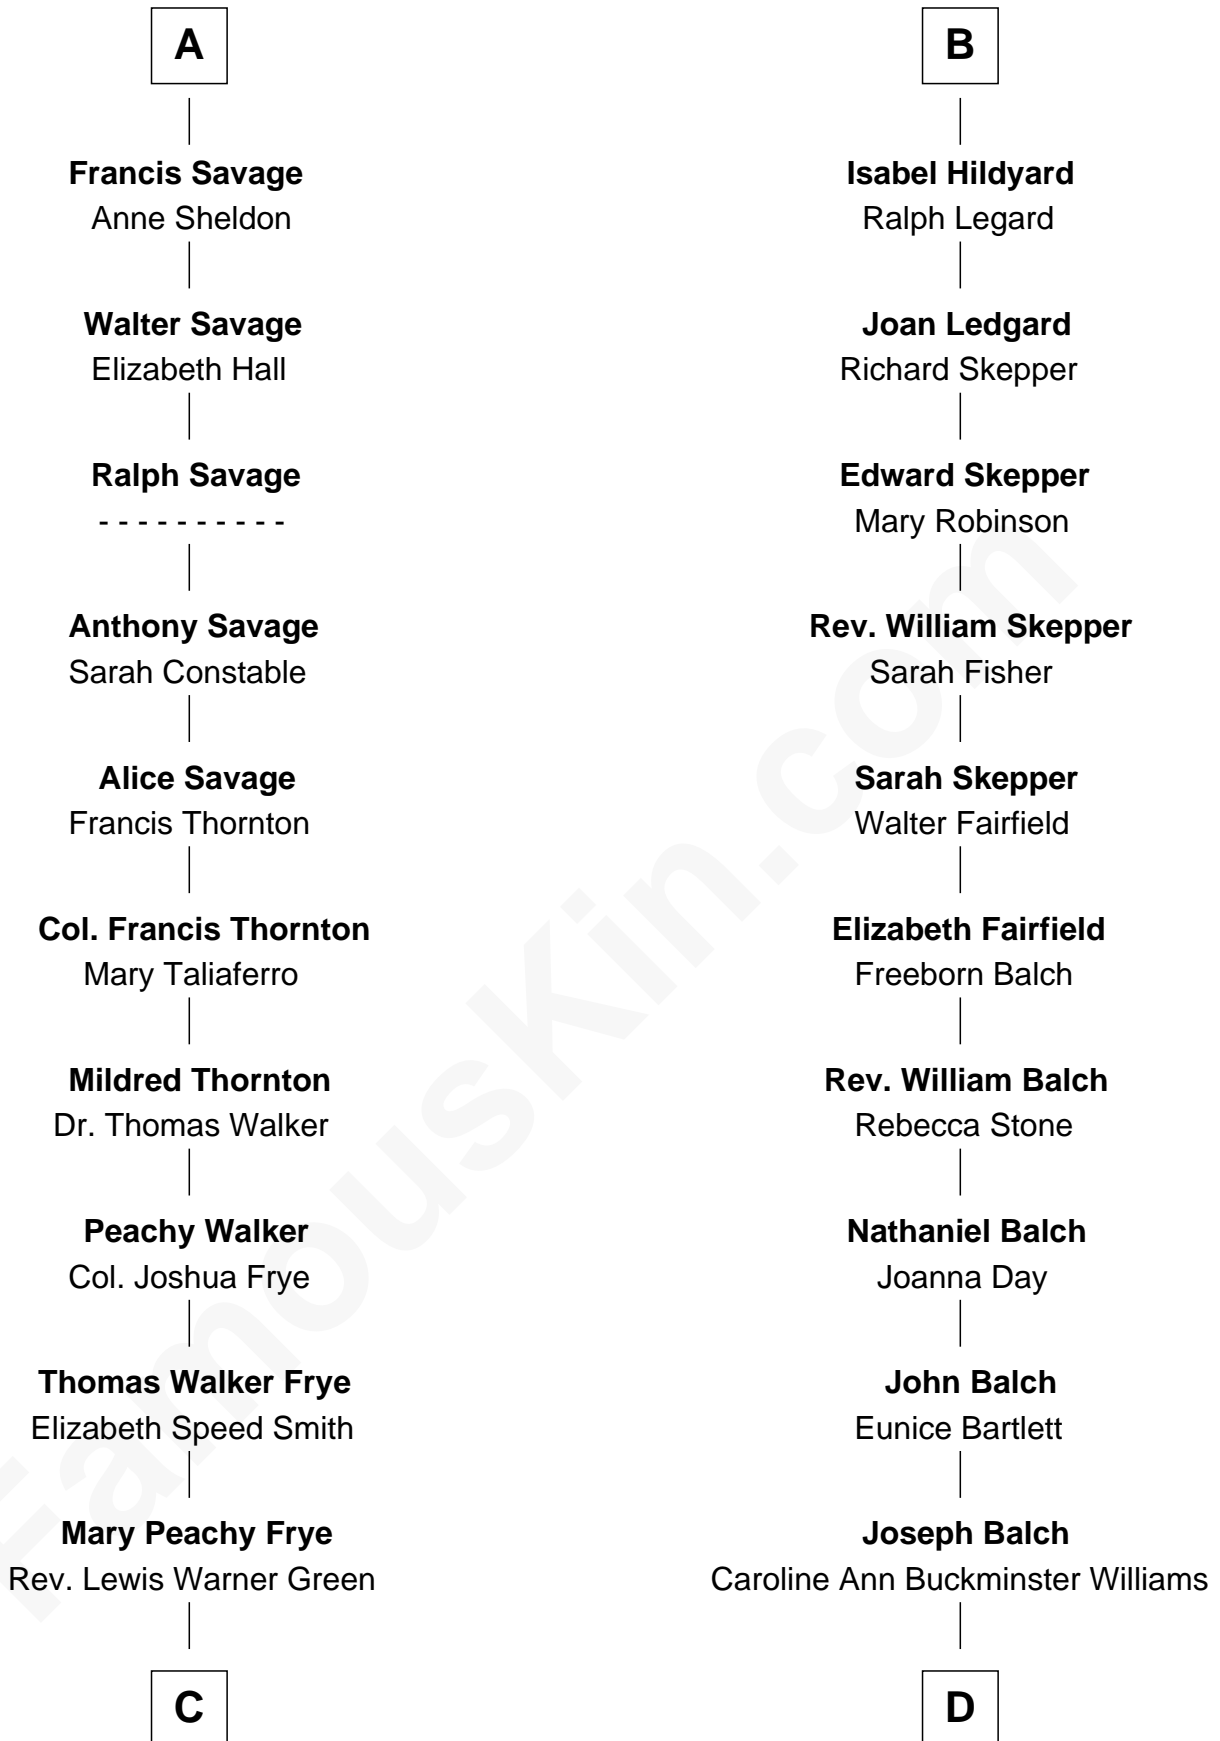 A
Francis Savage
Anne Sheldon
Walter Savage
Elizabeth Hall
Ralph Savage
- - - - - - - - - -
Anthony Savage
Sarah Constable
Alice Savage
Francis Thornton
Col. Francis Thornton
Mary Taliaferro
Mildred Thornton
Dr. Thomas Walker
Peachy Walker
Col. Joshua Frye
Thomas Walker Frye
Elizabeth Speed Smith
Mary Peachy Frye
Rev. Lewis Warner Green
C
B
Isabel Hildyard
Ralph Legard
Joan Ledgard
Richard Skepper
Edward Skepper
Mary Robinson
Rev. William Skepper
Sarah Fisher
Sarah Skepper
Walter Fairfield
Elizabeth Fairfield
Freeborn Balch
Rev. William Balch
Rebecca Stone
Nathaniel Balch
Joanna Day
John Balch
Eunice Bartlett
Joseph Balch
Caroline Ann Buckminster Williams
D
FamousKin.com